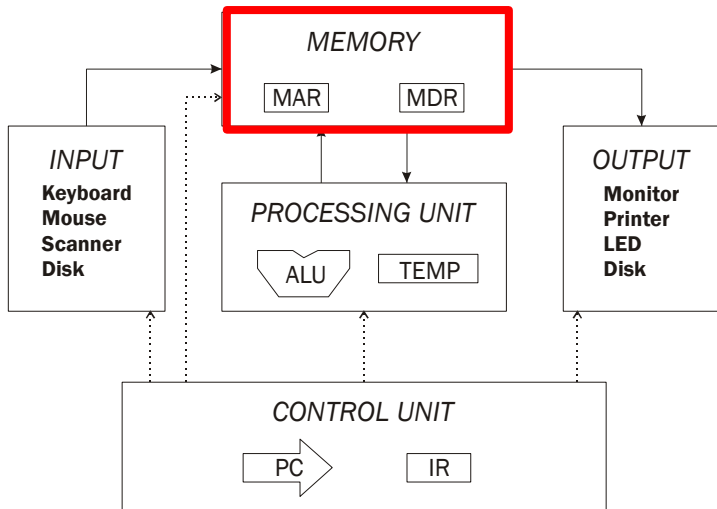 MEMORY
MAR MDR
INPUT
Keyboard
Mouse
Scanner
Disk
PROCESSING UNIT
ALU TEMP
OUTPUT
Monitor
Printer
LED
Disk
CONTROL UNIT
PC IR